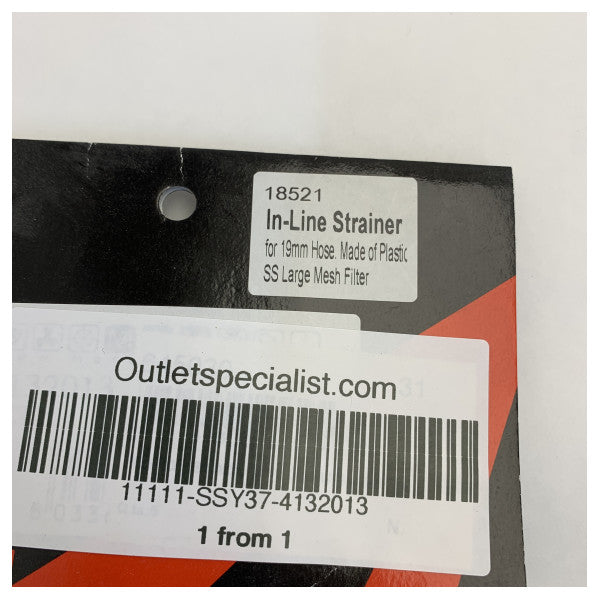 18521
In-Line Strainer
for 19mm Hose. Made of Plastic
SS Large Mesh Filter
Outletspecialist.com
11111-SSY37-4132013
1 from 1